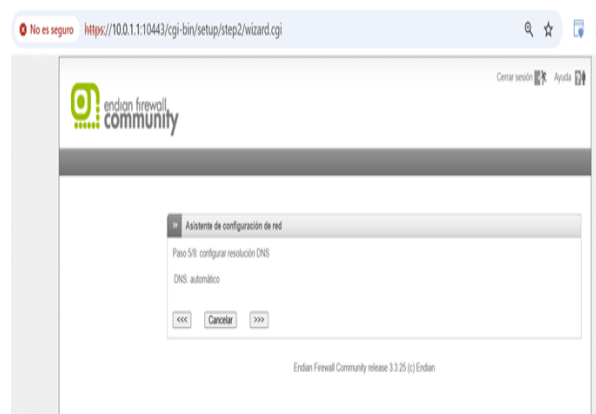 No es seguro https://10.0.1.1:10443/cgi-bin/setup/step2/wizard.cgi
Cerrar sesión Ayuda
endian firewall
community
» Asistente de configuración de red
Paso 5/8: configurar resolución DNS
DNS: automático
<<< Cancelar >>>
Endian Firewall Community release 3.3.25 (c) Endian